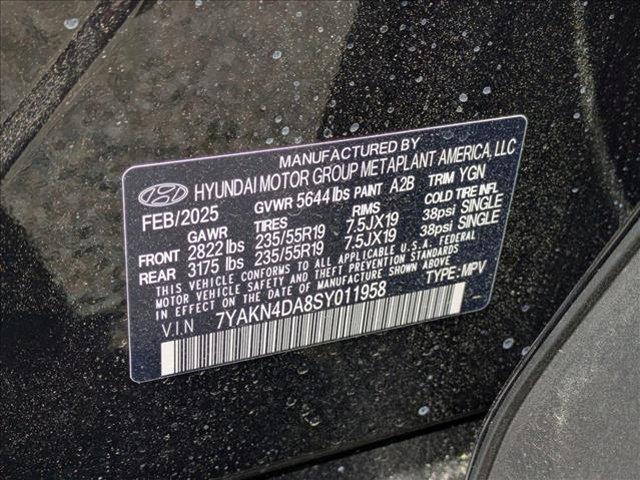 MANUFACTURED BY
HYUNDAI MOTOR GROUP METAPLANT AMERICA, LLC
FEB/2025 GVWR 5644 lbs PAINT A2B TRIM YGN
GAWR TIRES RIMS COLD TIRE INFL
FRONT 2822 lbs 235/55R19 7.5JX19 38psi SINGLE
REAR 3175 lbs 235/55R19 7.5JX19 38psi SINGLE
THIS VEHICLE CONFORMS TO ALL APPLICABLE U.S.A. FEDERAL
MOTOR VEHICLE SAFETY STANDARDS IN EFFECT ON THE
DATE OF MANUFACTURE SHOWN ABOVE.
V.I.N 7YAKN4DA8SY011958 TYPE: MPV